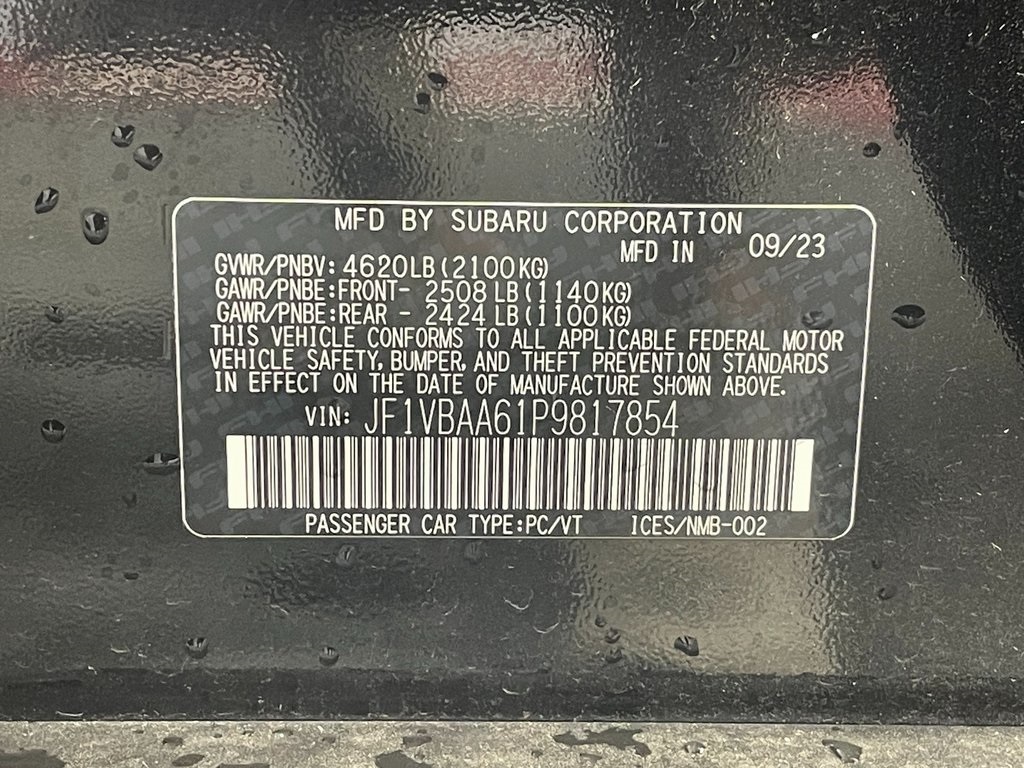 MFD BY SUBARU CORPORATION
MFD IN 09/23
GVWR/PNBV: 4620LB(2100KG)
GAWR/PNBE:FRONT- 2508LB(1140KG)
GAWR/PNBE:REAR - 2424LB(1100KG)
THIS VEHICLE CONFORMS TO ALL APPLICABLE FEDERAL MOTOR
VEHICLE SAFETY, BUMPER, AND THEFT PREVENTION STANDARDS
IN EFFECT ON THE DATE OF MANUFACTURE SHOWN ABOVE.
VIN: JF1VBAA61P9817854
PASSENGER CAR TYPE:PC/VT ICES/NMB-002